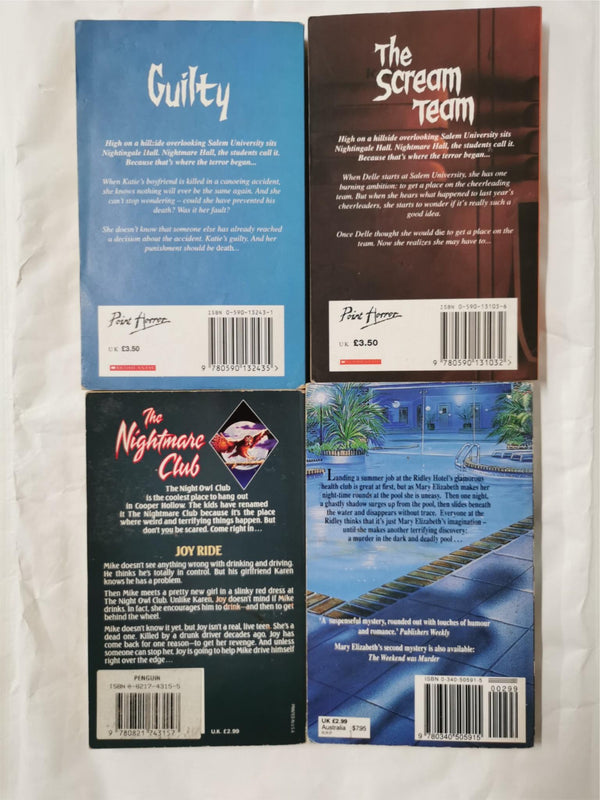 Guilty
High on a hillside overlooking Salem University sits
Nightingale Hall. Nightmare Hall, the students call it.
Because that's where the terror began...
When Katie's boyfriend is killed in a canoeing accident,
she knows nothing will ever be the same again. And she
can't stop wondering – could she have prevented his
death? Was it her fault?
She doesn't know that someone else has already reached
a decision about the accident. Katie's guilty. And her
punishment should be death...
Point Horror
UK £3.50
SCHOLASTIC
ISBN 0-590-13243-1
9 780590 132435 >
The
Scream
Team
High on a hillside overlooking Salem University sits
Nightingale Hall. Nightmare Hall, the students call it.
Because that's where the terror began...
When Delle starts at Salem University, she has one
burning ambition: to get a place on the cheerleading
team. But when she hears what happened to last year's
cheerleaders, she starts to wonder if it's really such a
good idea.
Once Delle thought she would die to get a place on the
team. Now she realizes she may have to...
Point Horror
UK £3.50
SCHOLASTIC
ISBN 0-590-13103-6
9 780590 131032 >
The
Nightmare
Club
The Night Owl Club
is the coolest place to hang out
in Cooper Hollow. The kids have renamed
it The Nightmare Club because it's the place
where weird and terrifying things happen. But
don't you be scared. Come right in...
JOY RIDE
Mike doesn't see anything wrong with drinking and driving.
He thinks he's totally in control. But his girlfriend Karen
knows he has a problem.
Then Mike meets a pretty new girl in a slinky red dress at
The Night Owl Club. Unlike Karen, Joy doesn't mind if Mike
drinks. In fact, she encourages him to drink—and then to get
behind the wheel.
Mike doesn't know it yet, but Joy isn't a real, live teen. She's a
dead one. Killed by a drunk driver decades ago, Joy has
come back for one reason—to get her revenge. And unless
someone can stop her, Joy is going to help Mike drive himself
right over the edge...
PENGUIN
ISBN 0-8217-4315-5
9 780821 743157
U.K. £2.99
PRINTED IN U.S.A.
Landing a summer job at the Ridley Hotel's glamorous
health club is great at first, but as Mary Elizabeth makes her
night-time rounds at the pool she is uneasy. Then one night,
a ghastly shadow surges up from the pool, then slides beneath
the water and disappears without trace. Everyone at the
Ridley thinks that it's just Mary Elizabeth's imagination –
until she makes another terrifying discovery:
a murder in the dark and deadly pool...
'A suspenseful mystery, rounded out with touches of humour
and romance.' Publishers Weekly
Mary Elizabeth's second mystery is also available:
The Weekend was Murder
UK £2.99
Australia $7.95
ISBN 0-340-50591-5
00299
9 780340 505915